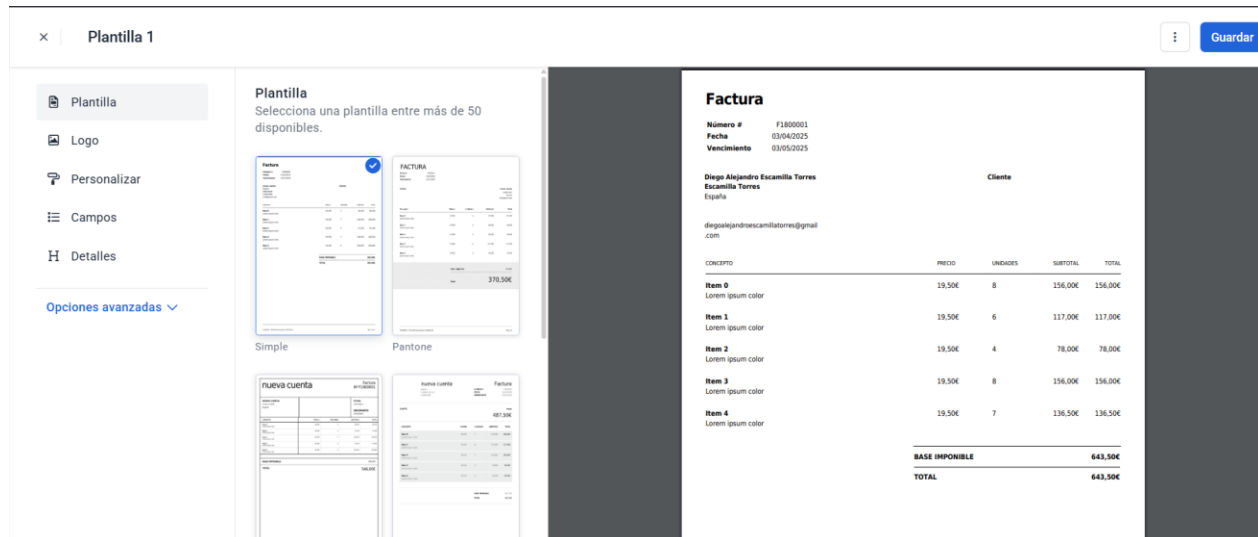 Plantilla 1
Guardar
Plantilla
Logo
Personalizar
Campos
Detalles
Opciones avanzadas
Plantilla
Selecciona una plantilla entre más de 50
disponibles.
Factura
FACTURA
370,50€
Simple
Pantone
nueva cuenta
Factura
nueva cuenta
Factura
487,50€
Factura
Número # F1800001
Fecha 03/04/2025
Vencimiento 03/05/2025
Diego Alejandro Escamilla Torres Cliente
Escamilla Torres
España
diegoalejandroescamillatorres@gmail
.com
CONCEPTO PRECIO UNIDADES SUBTOTAL TOTAL
Item 0 19,50€ 8 156,00€ 156,00€
Lorem ipsum color
Item 1 19,50€ 6 117,00€ 117,00€
Lorem ipsum color
Item 2 19,50€ 4 78,00€ 78,00€
Lorem ipsum color
Item 3 19,50€ 8 156,00€ 156,00€
Lorem ipsum color
Item 4 19,50€ 7 136,50€ 136,50€
Lorem ipsum color
BASE IMPONIBLE 643,50€
TOTAL 643,50€